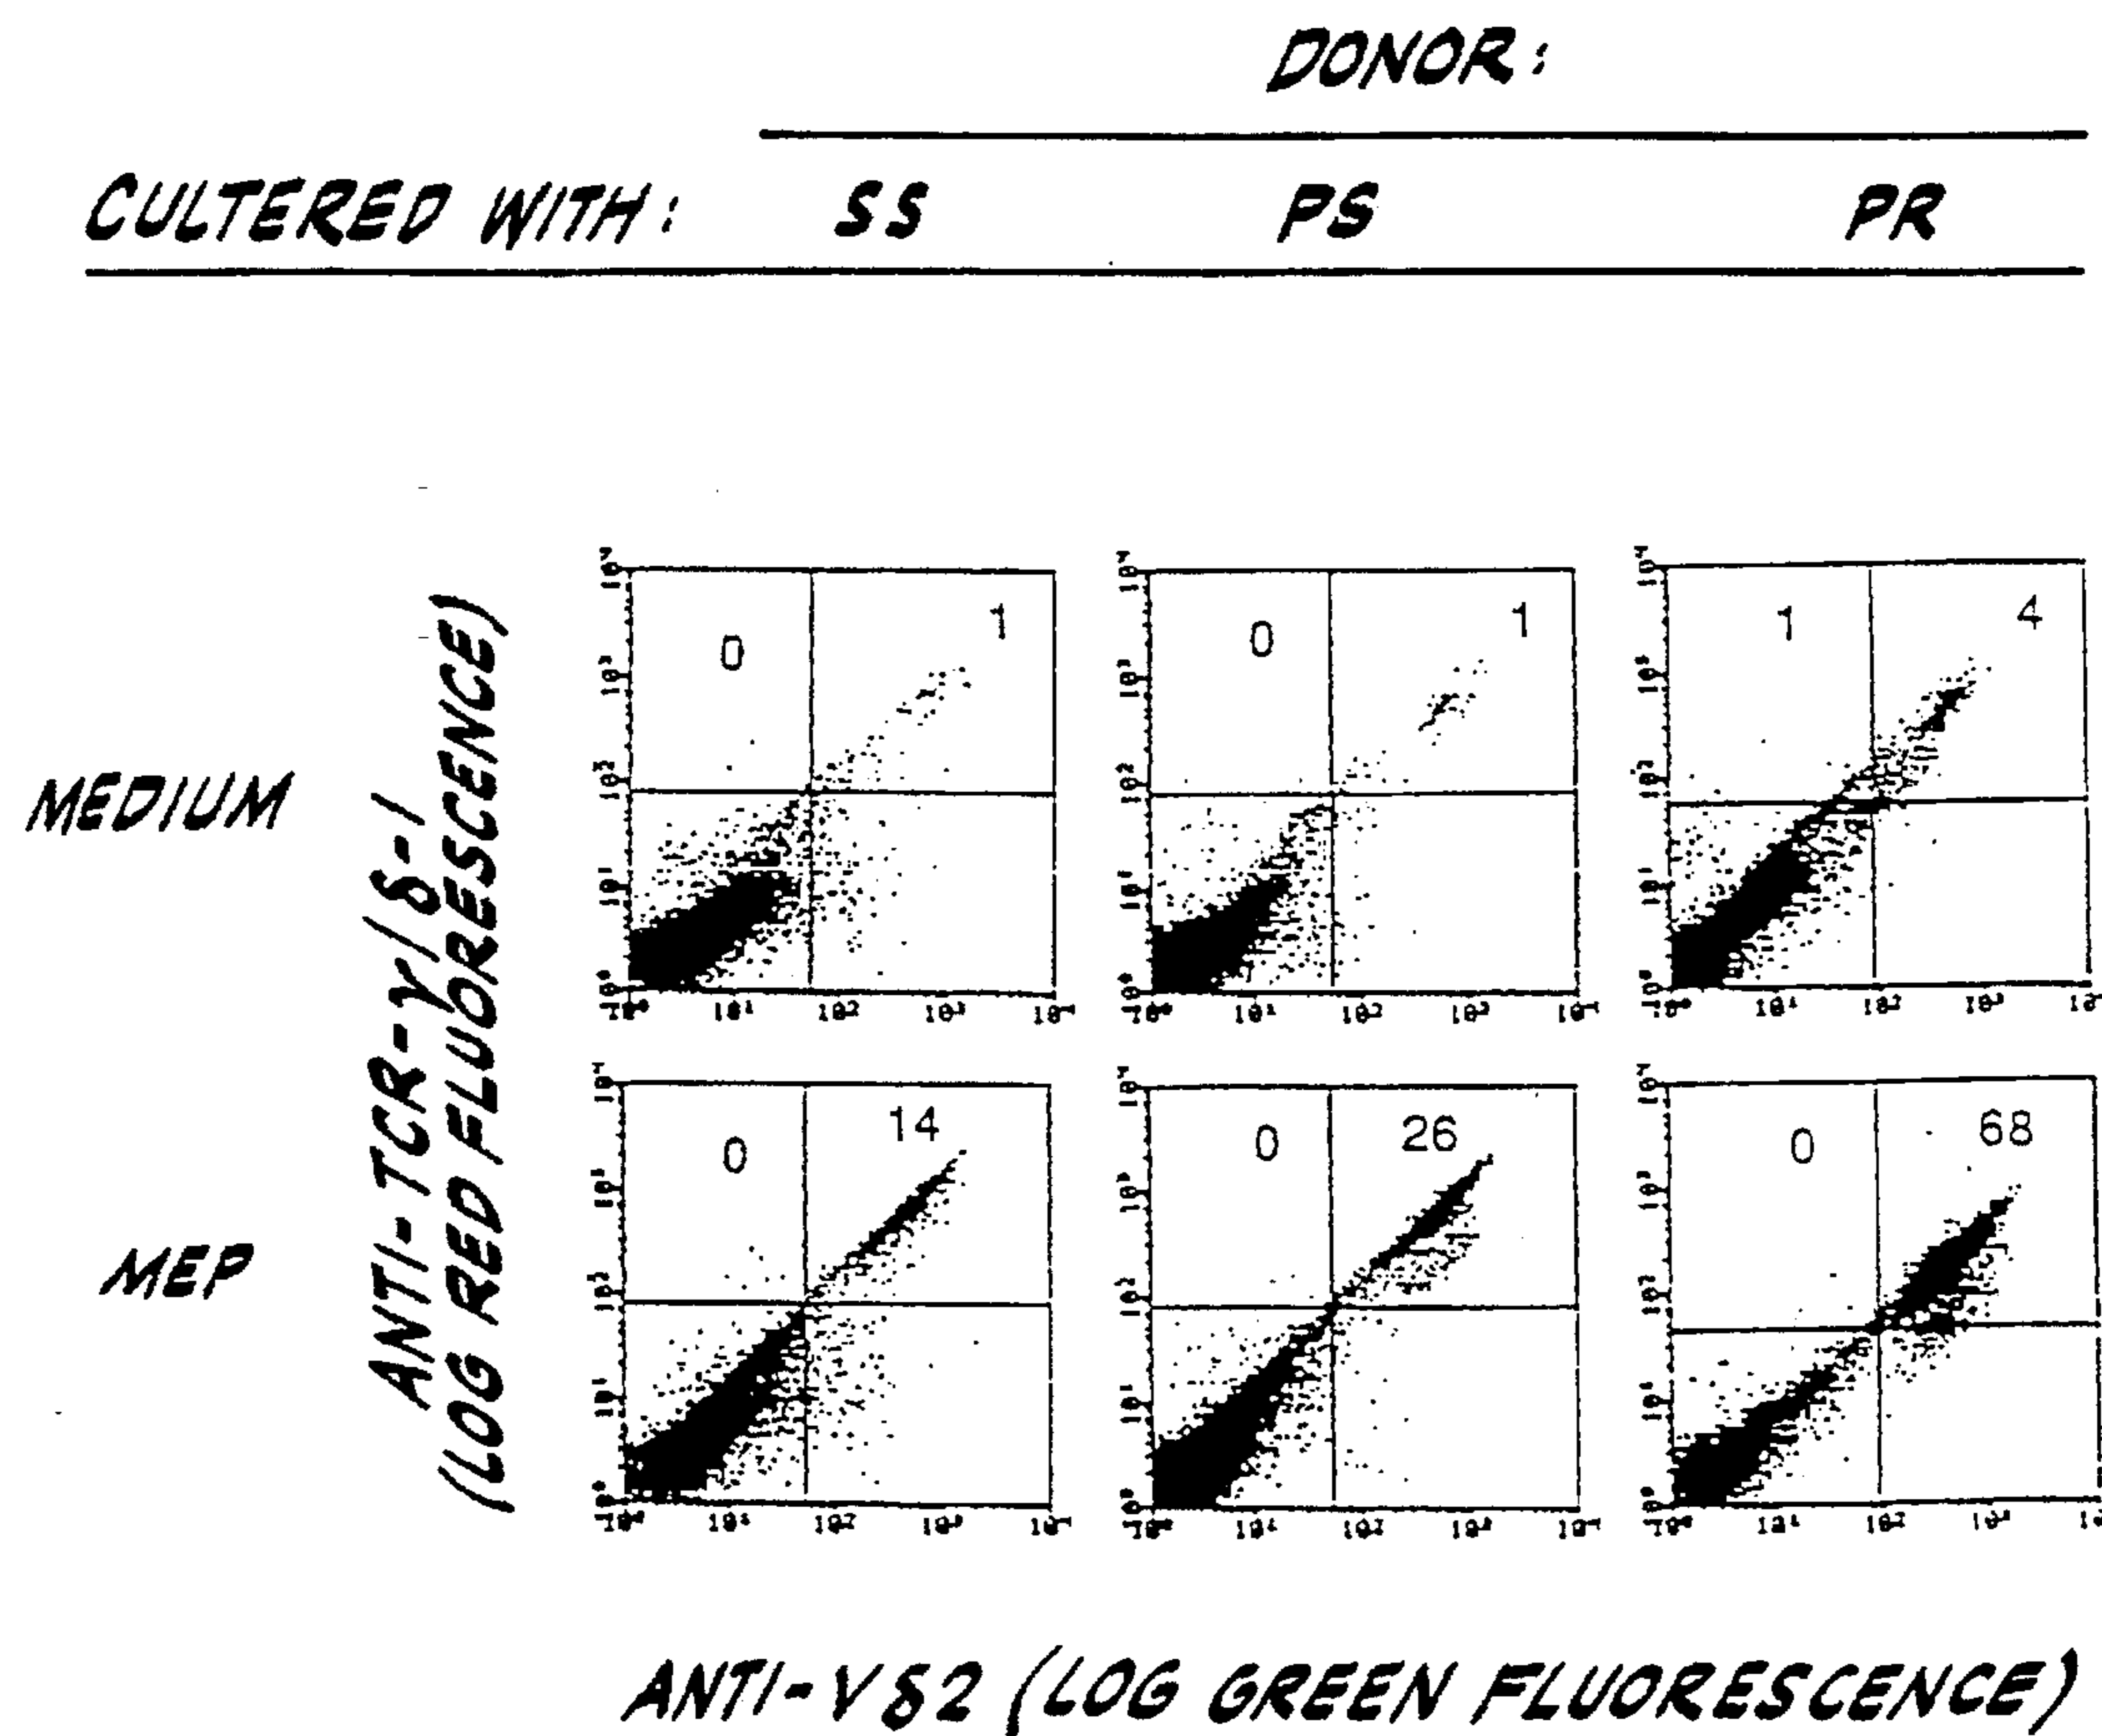 DONOR:
CULTERED WITH: SS PS PR
MEDIUM
MEP
ANTI-TCR-γ/δ-1
(LOG RED FLUORESCENCE)
0 1
0 1
1 4
0 14
0 26
0 68
ANTI-Vδ2 (LOG GREEN FLUORESCENCE)